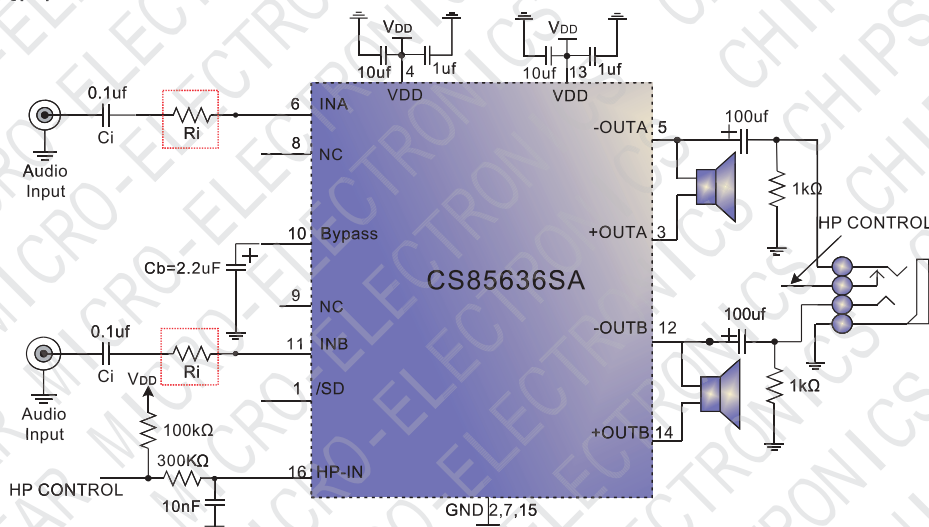 VDD
VDD
10uf
4
1uf
10uf
13
1uf
VDD
VDD
0.1uf
Ci
Ri
6
INA
Audio
Input
8
NC
-OUTA
5
100uf
1kΩ
+OUTA
3
HP CONTROL
10
Bypass
Cb=2.2uF
CS85636SA
9
NC
0.1uf
Ci
Ri
11
INB
Audio
Input
-OUTB
12
100uf
1kΩ
1
/SD
VDD
100kΩ
+OUTB
14
300KΩ
16
HP-IN
HP CONTROL
10nF
GND
2,7,15
MICRO-ELECTRONICS
CHIPS